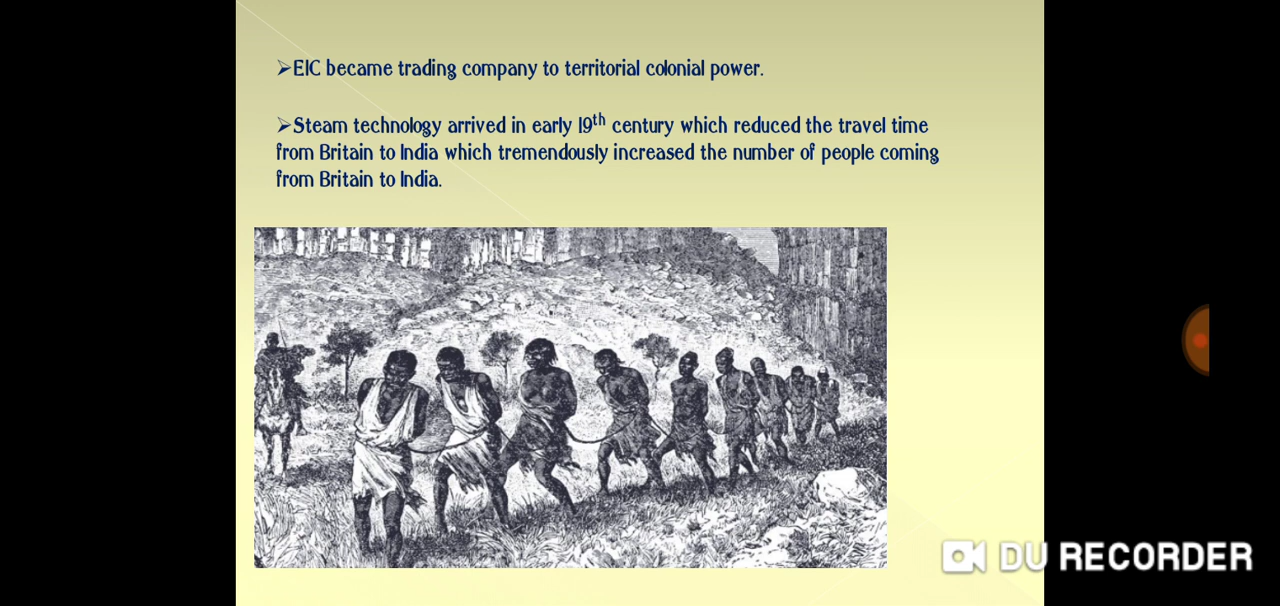 ➢EIC became trading company to territorial colonial power.
➢Steam technology arrived in early 19th century which reduced the travel time
from Britain to India which tremendously increased the number of people coming
from Britain to India.
DU RECORDER